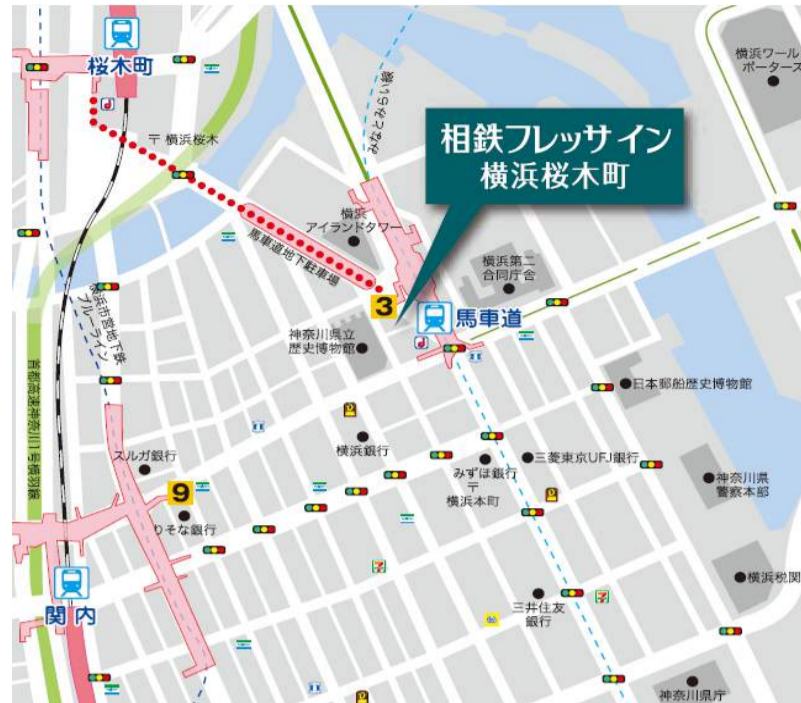 桜木町
横浜ワールド
ポーターズ
みなとみらい線
〒横浜桜木
相鉄フレッサイン
横浜桜木町
横浜
アイランドタワー
馬車道地下駐車場
横浜第二
合同庁舎
横浜市営地下鉄
ブルーライン
3
馬車道
神奈川県立
歴史博物館
首都高速神奈川1号横羽線
日本郵船歴史博物館
横浜銀行
スルガ銀行
みずほ銀行
〒
横浜本町
三菱東京UFJ銀行
神奈川県
警察本部
9
りそな銀行
関内
横浜税関
三井住友
銀行
神奈川県庁